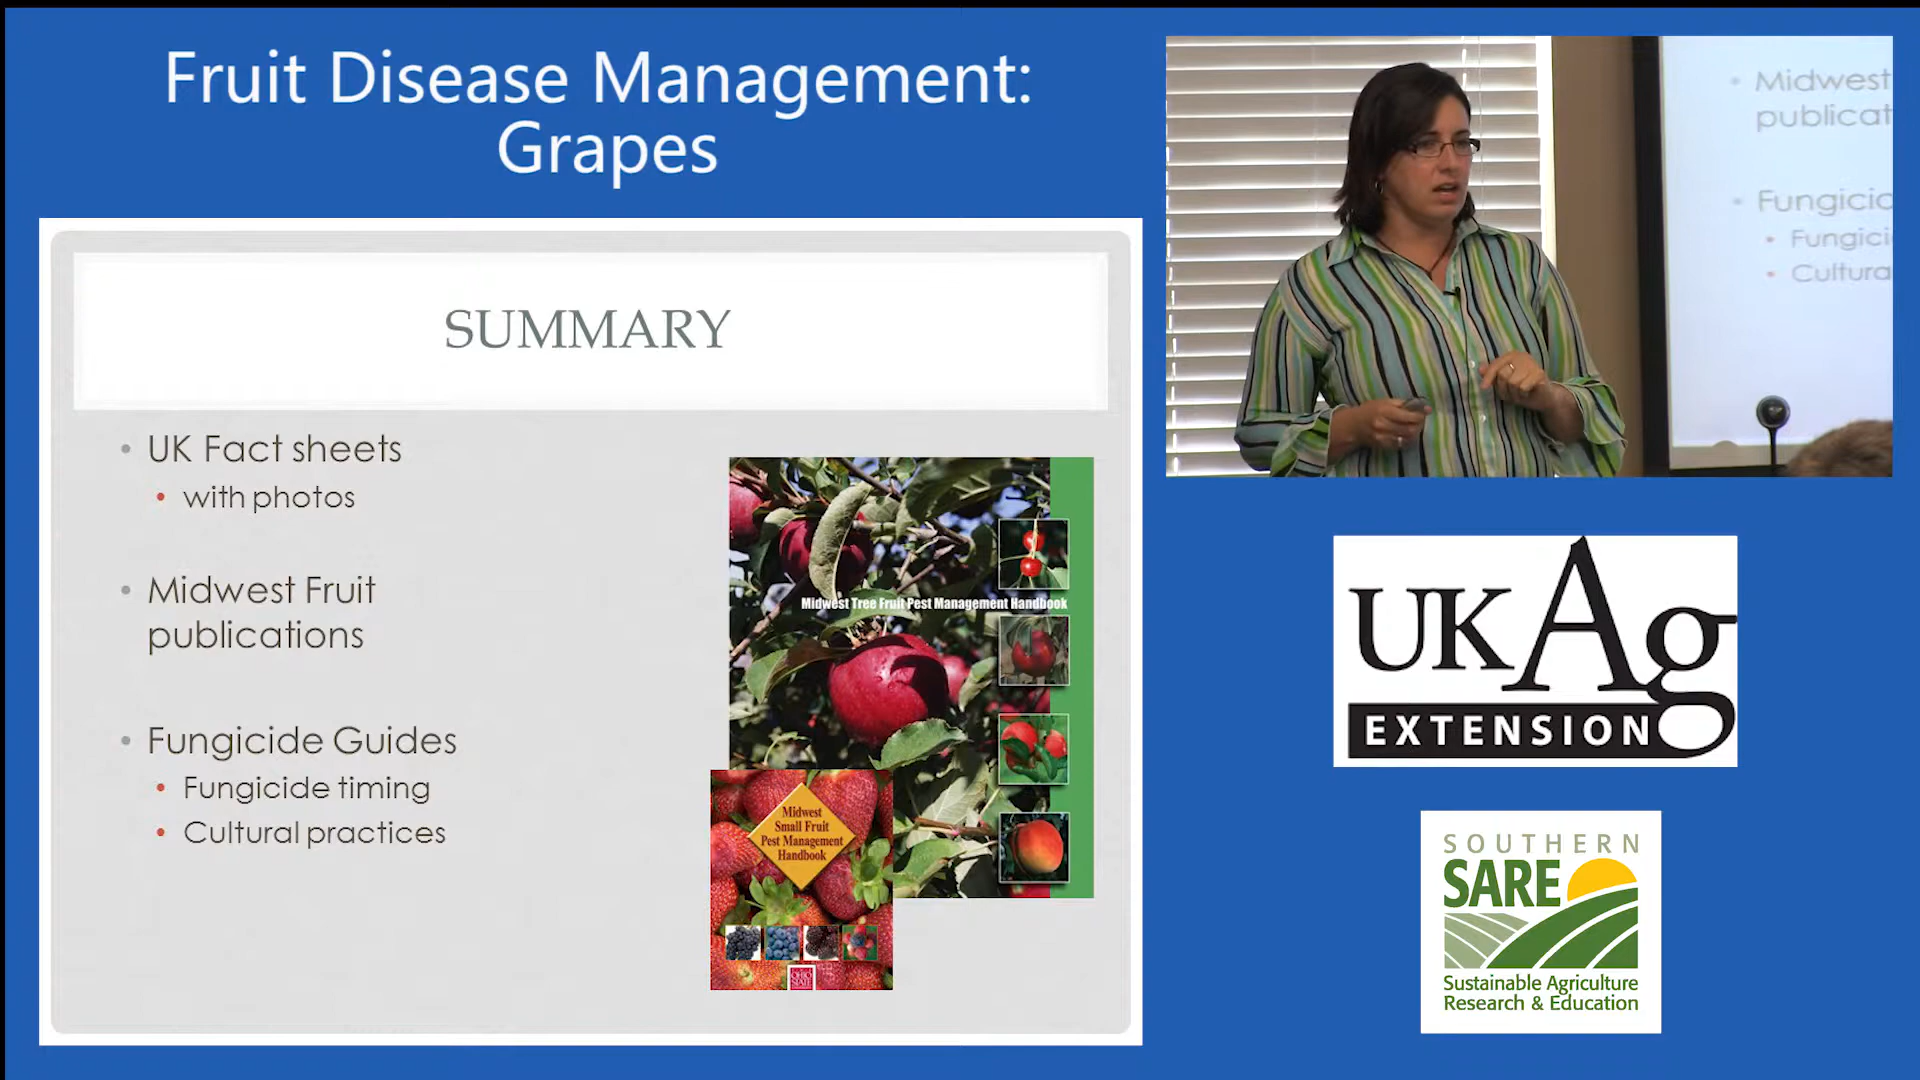 Fruit Disease Management:
Grapes
SUMMARY
• UK Fact sheets
• with photos
• Midwest Fruit
publications
• Fungicide Guides
• Fungicide timing
• Cultural practices
Midwest Tree Fruit Pest Management Handbook
Midwest
Small Fruit
Pest Management
Handbook
OHIO
STATE
• Midwest
publicat
• Fungicid
• Fungici
• Cultura
UK Ag
EXTENSION
SOUTHERN
SARE
Sustainable Agriculture
Research & Education